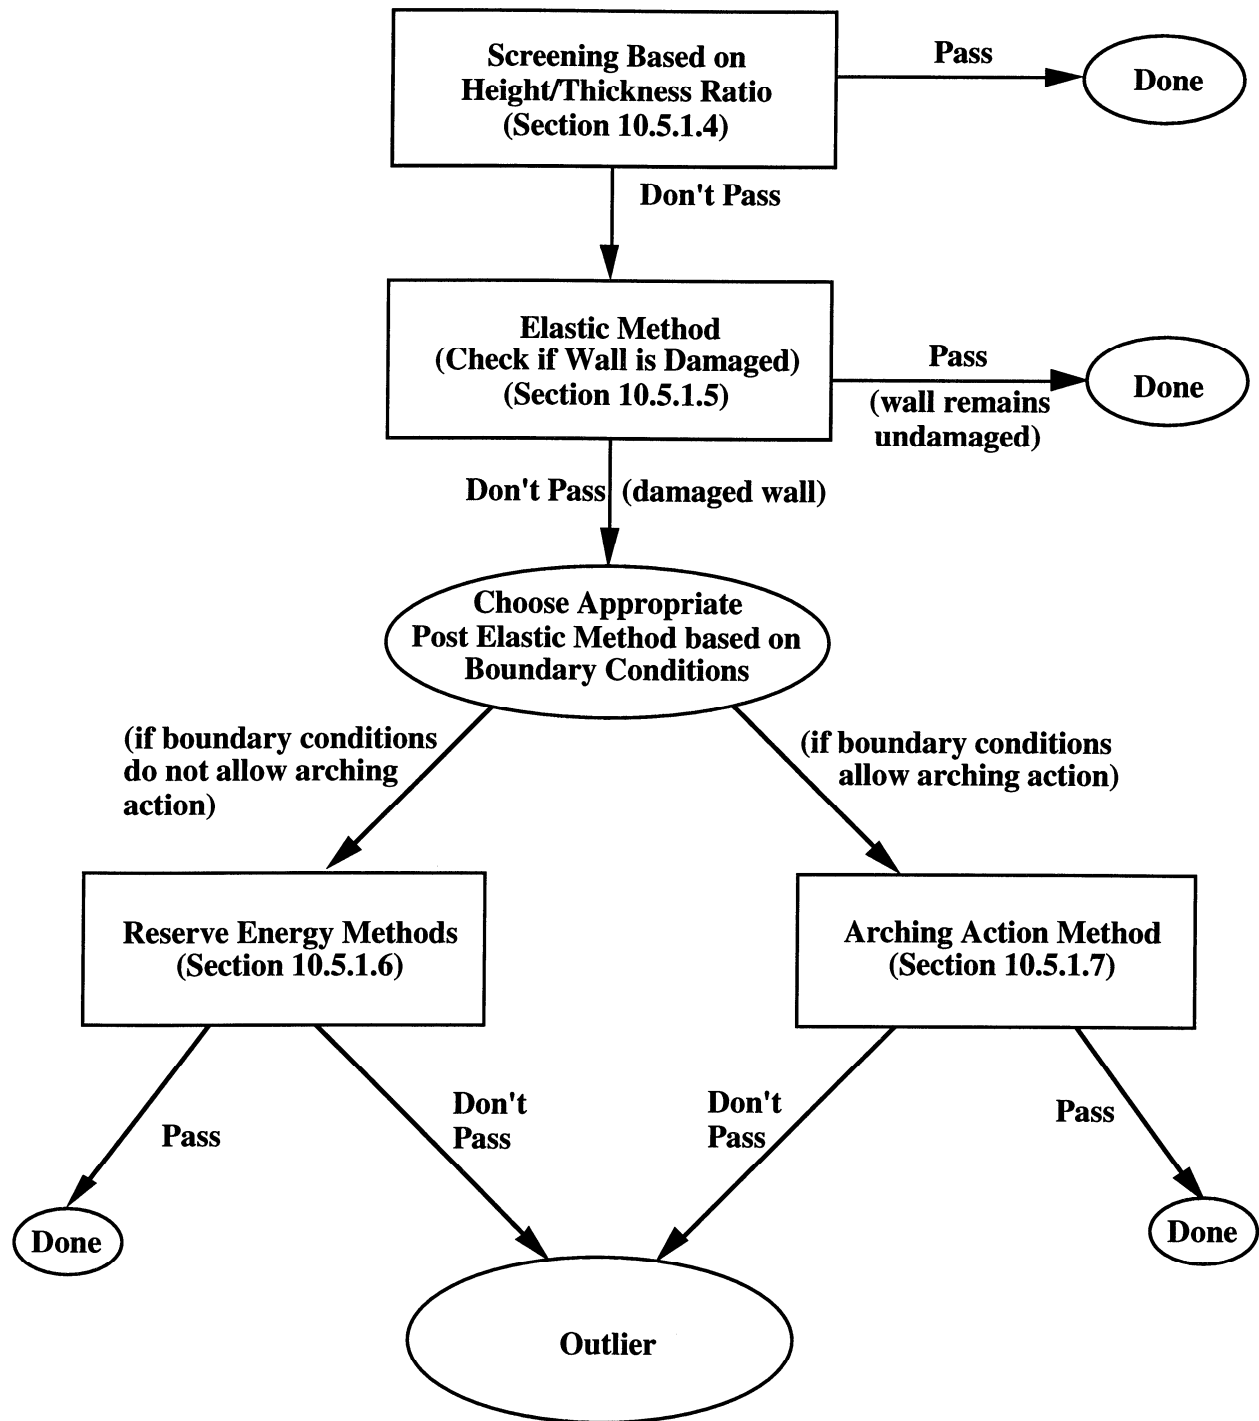 Screening Based on
Height/Thickness Ratio
(Section 10.5.1.4)
Pass
Done
Don't Pass
Elastic Method
(Check if Wall is Damaged)
(Section 10.5.1.5)
Pass
(wall remains
undamaged)
Done
Don't Pass (damaged wall)
Choose Appropriate
Post Elastic Method based on
Boundary Conditions
(if boundary conditions
do not allow arching
action)
(if boundary conditions
allow arching action)
Reserve Energy Methods
(Section 10.5.1.6)
Arching Action Method
(Section 10.5.1.7)
Pass
Don't
Pass
Don't
Pass
Pass
Done
Done
Outlier